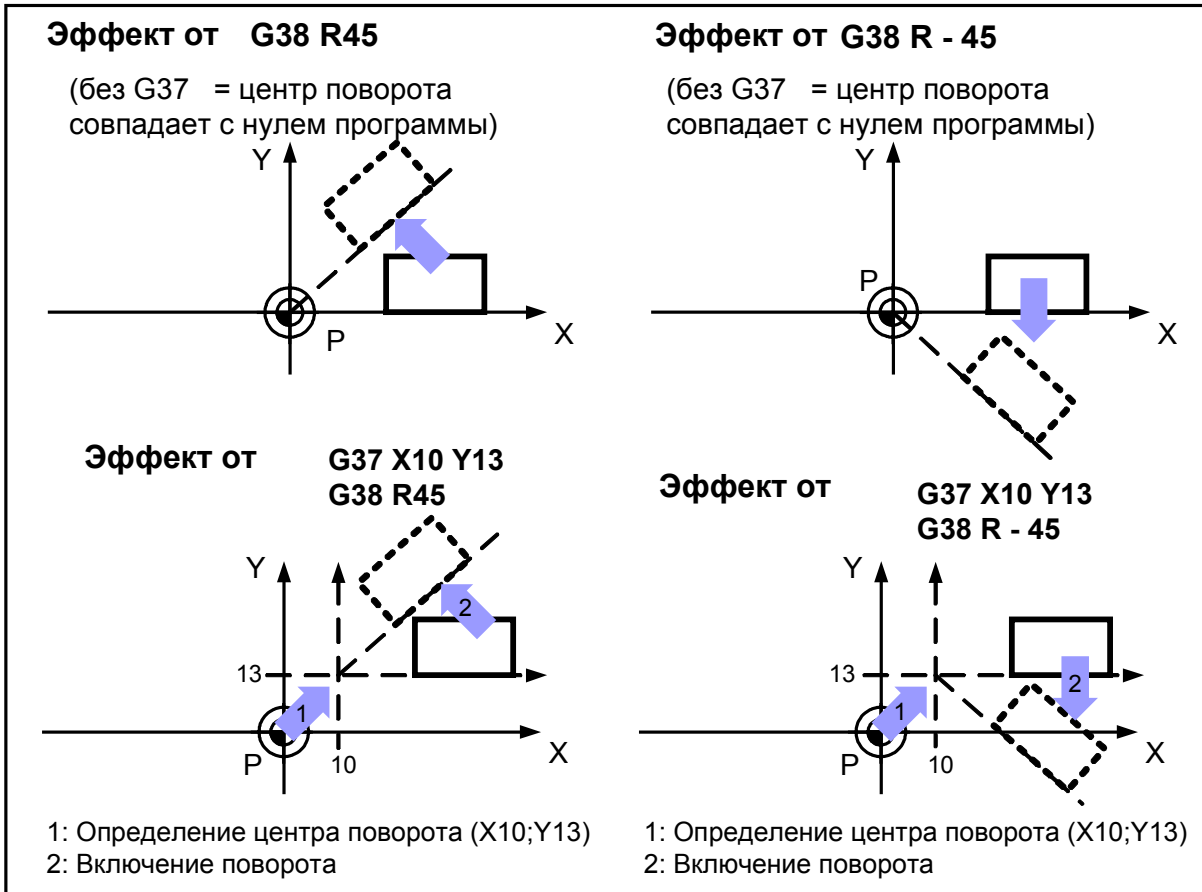 Эффект от G38 R45
(без G37 = центр поворота
совпадает с нулем программы)
Y
P
X
Эффект от G38 R - 45
(без G37 = центр поворота
совпадает с нулем программы)
Y
P
X
Эффект от G37 X10 Y13
G38 R45
Y
2
13
1
P
10
X
1: Определение центра поворота (X10;Y13)
2: Включение поворота
Эффект от G37 X10 Y13
G38 R - 45
Y
13
2
1
P
10
X
1: Определение центра поворота (X10;Y13)
2: Включение поворота